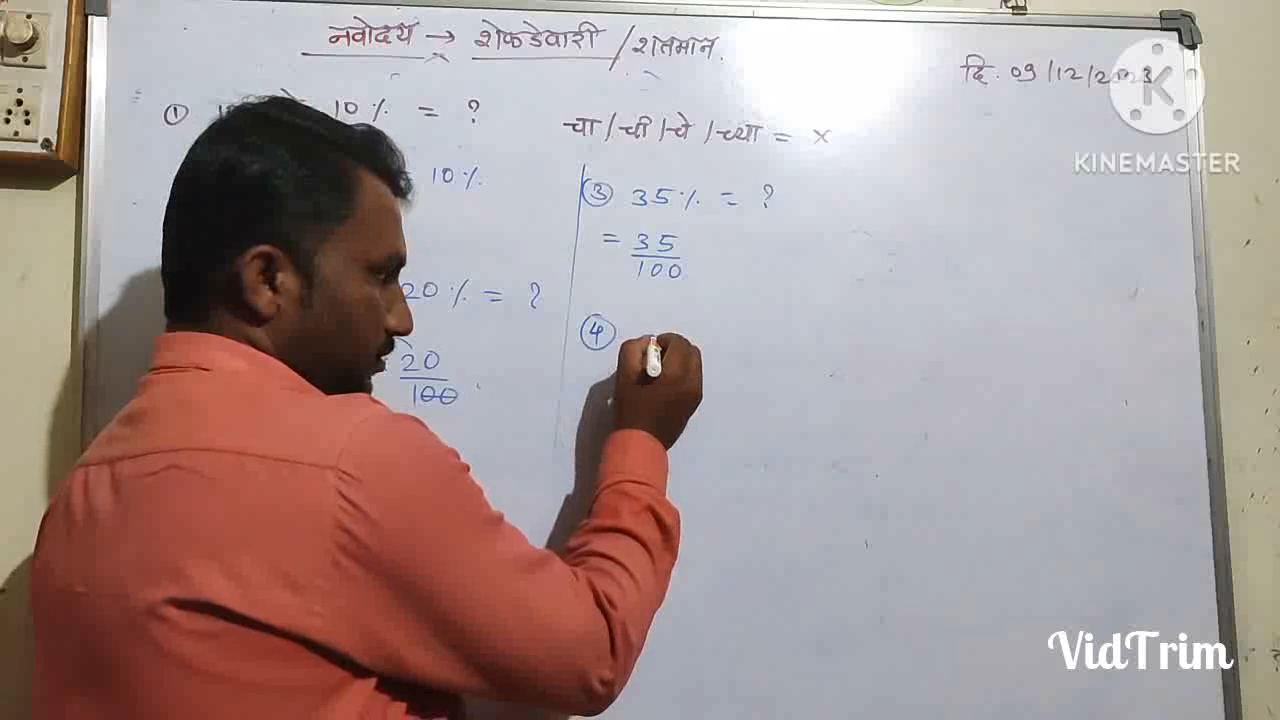 नवोदय → शेकडेवारी / शतमान.
दि. 09/12/2023
① 10% = ?
चा / ची / चे / च्या = ×
10%
③ 35% = ?
= 35/100
20% = ?
④
20/100
KINEMASTER
VidTrim